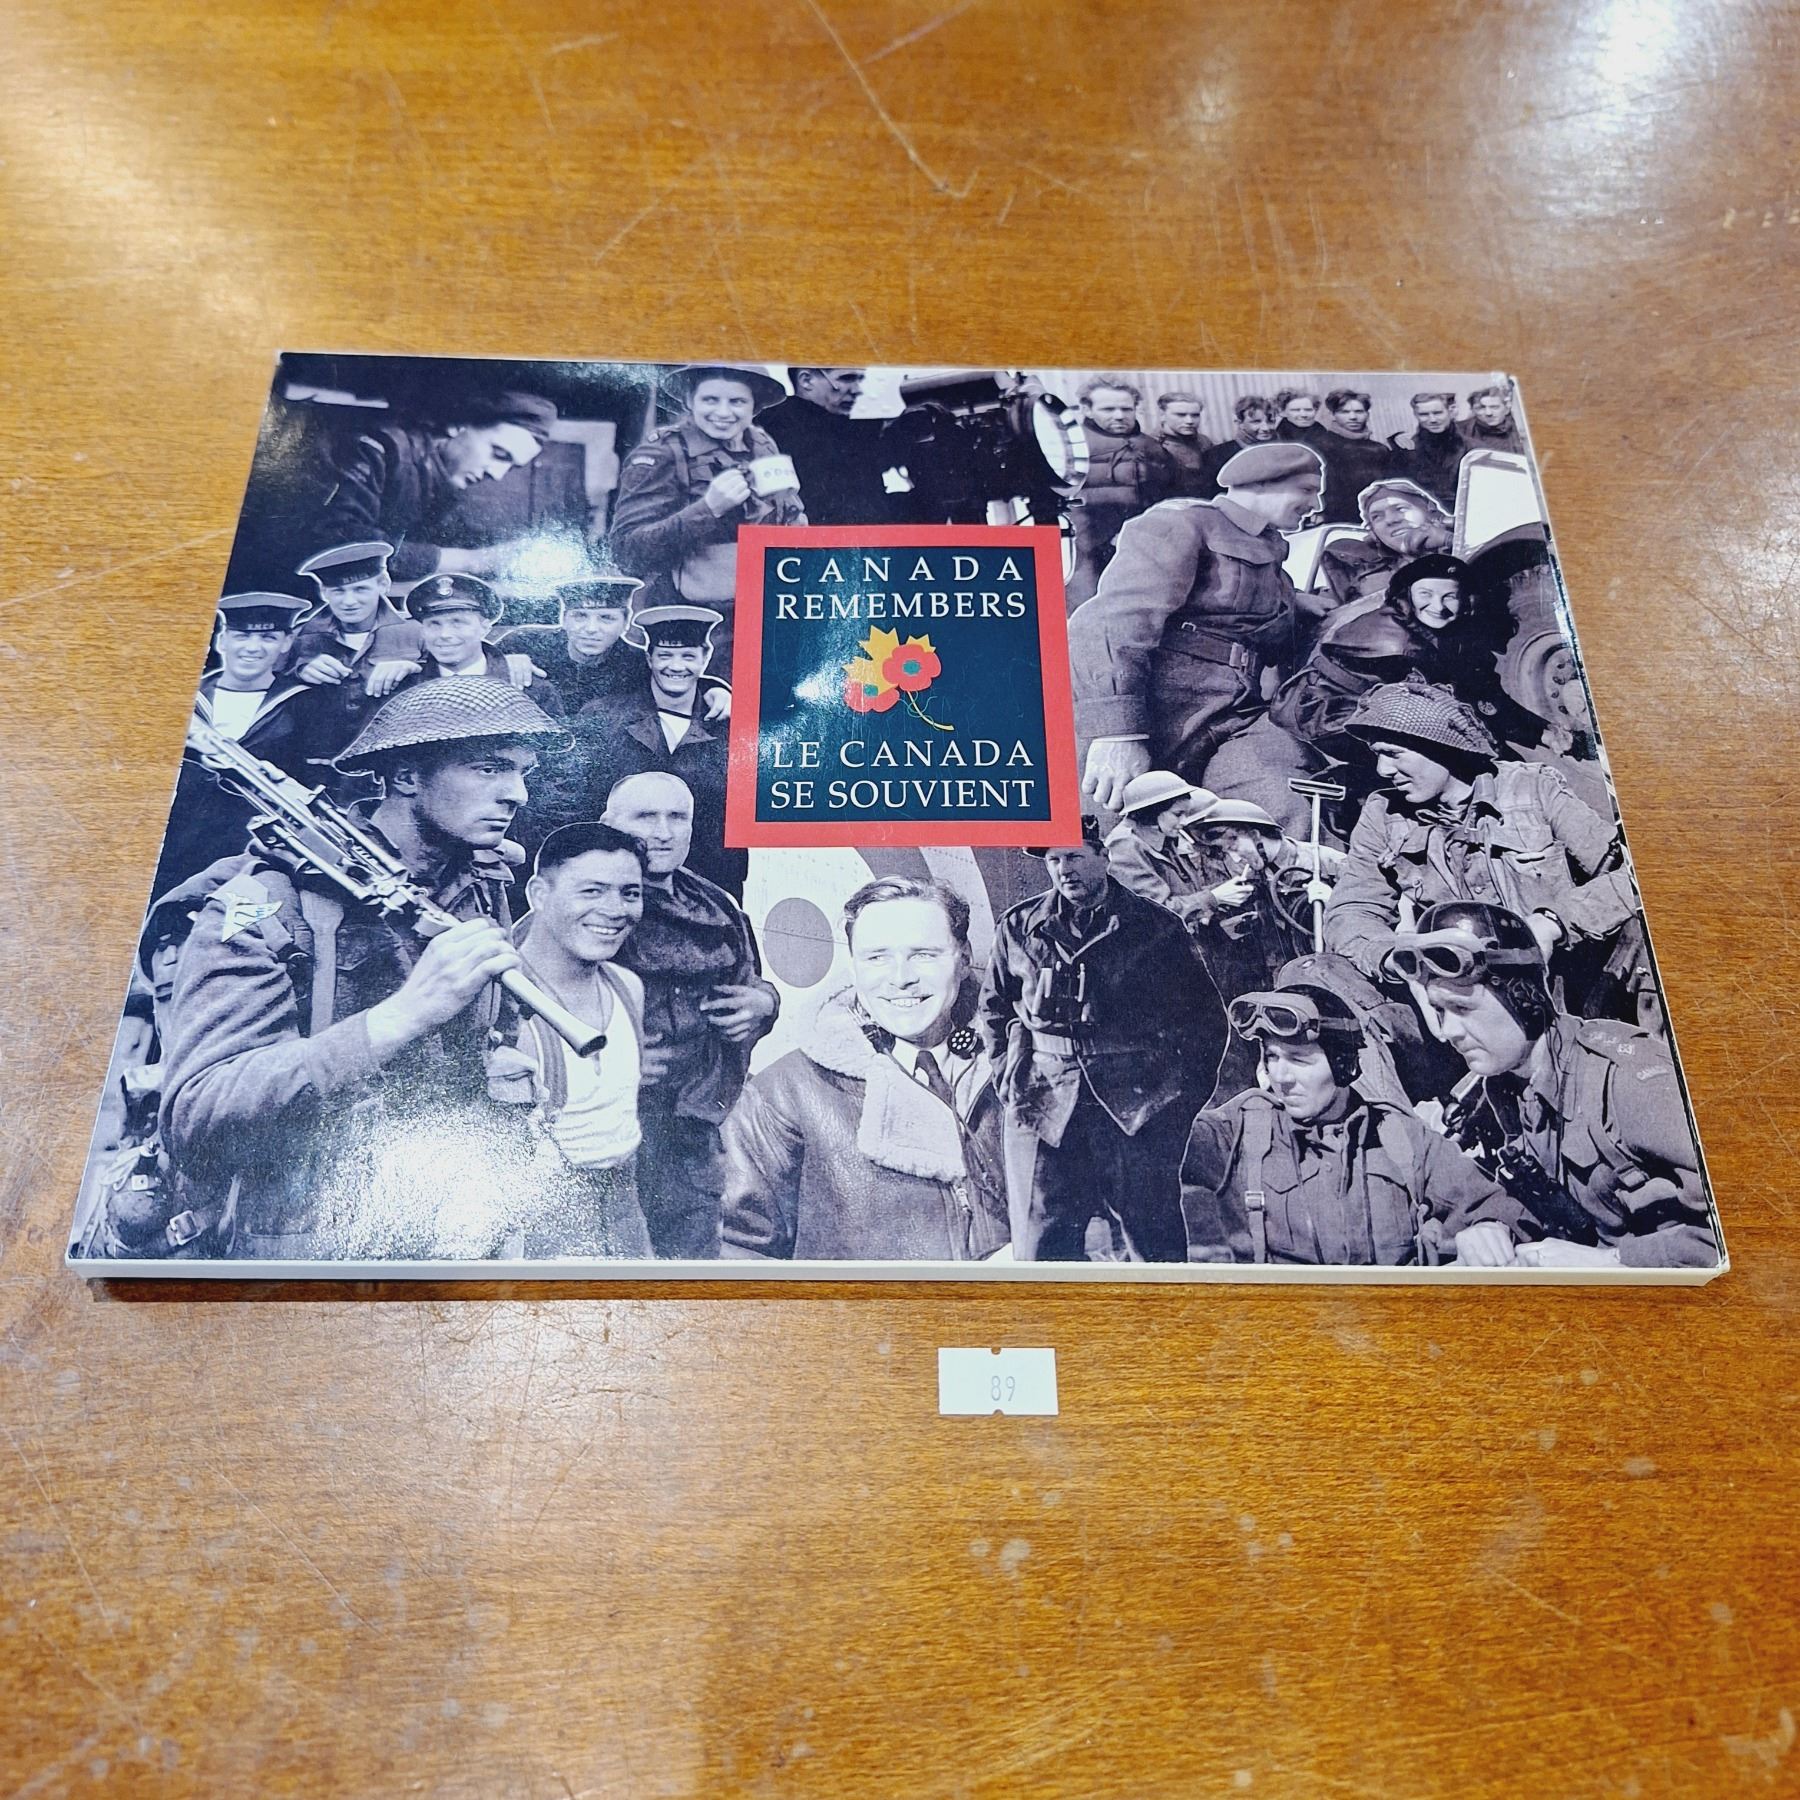 CANADA
REMEMBERS
LE CANADA
SE SOUVIENT
89